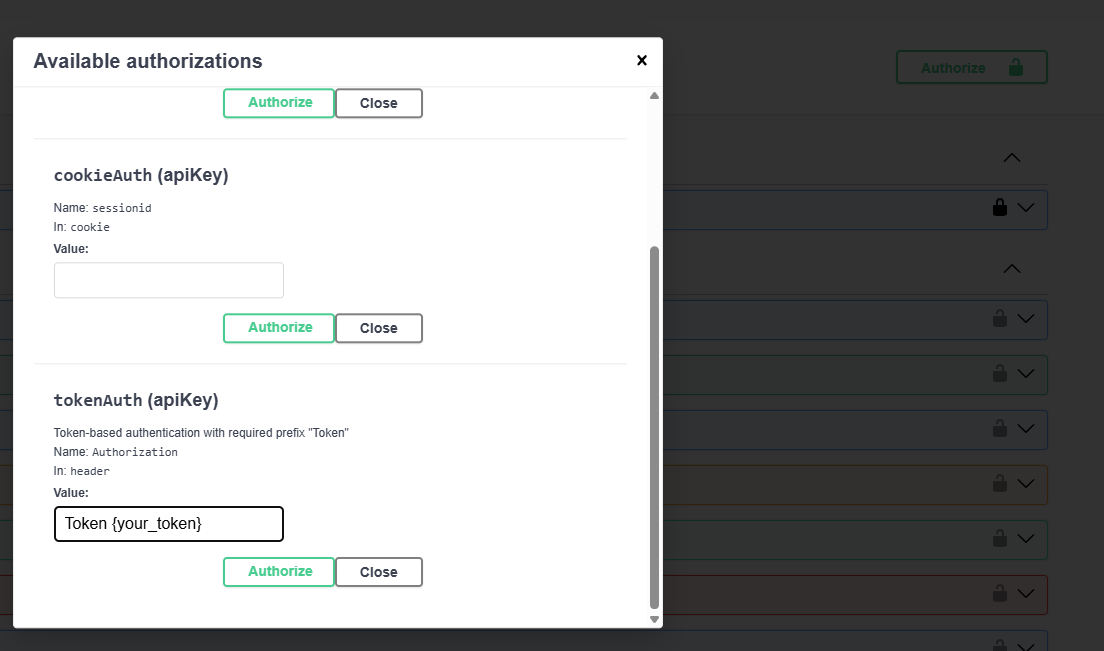 Available authorizations
Authorize
Authorize Close
cookieAuth (apiKey)
Name: sessionid
In: cookie
Value:
Authorize Close
tokenAuth (apiKey)
Token-based authentication with required prefix "Token"
Name: Authorization
In: header
Value:
Token {your_token}
Authorize Close